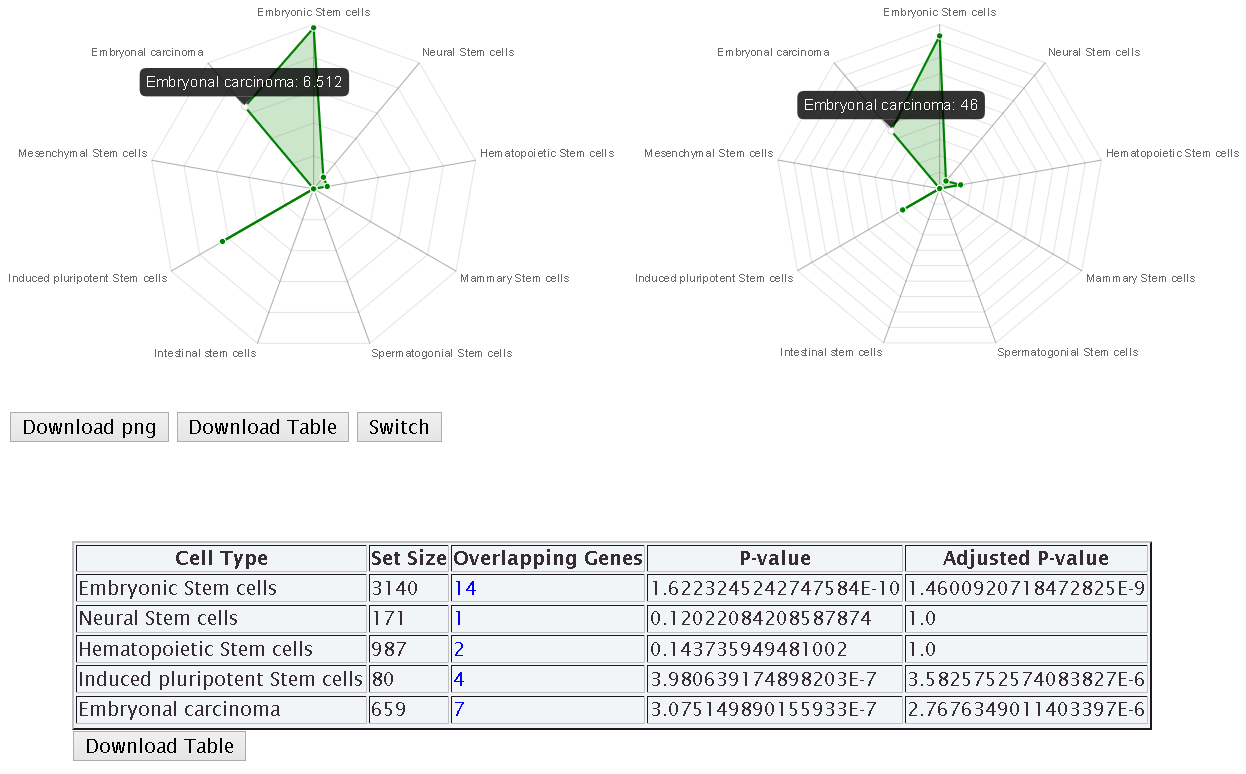 Embryonic Stem cells
Embryonal carcinoma
Neural Stem cells
Embryonal carcinoma: 6.512
Mesenchymal Stem cells
Hematopoietic Stem cells
Induced pluripotent Stem cells
Mammary Stem cells
Intestinal stem cells
Spermatogonial Stem cells
Embryonic Stem cells
Embryonal carcinoma
Neural Stem cells
Embryonal carcinoma: 46
Mesenchymal Stem cells
Hematopoietic Stem cells
Induced pluripotent Stem cells
Mammary Stem cells
Intestinal stem cells
Spermatogonial Stem cells
Download png Download Table Switch
Cell Type Set Size Overlapping Genes P-value Adjusted P-value
Embryonic Stem cells 3140 14 1.6223245242747584E-10 1.4600920718472825E-9
Neural Stem cells 171 1 0.12022084208587874 1.0
Hematopoietic Stem cells 987 2 0.143735949481002 1.0
Induced pluripotent Stem cells 80 4 3.980639174898203E-7 3.5825752574083827E-6
Embryonal carcinoma 659 7 3.075149890155933E-7 2.7676349011403397E-6
Download Table